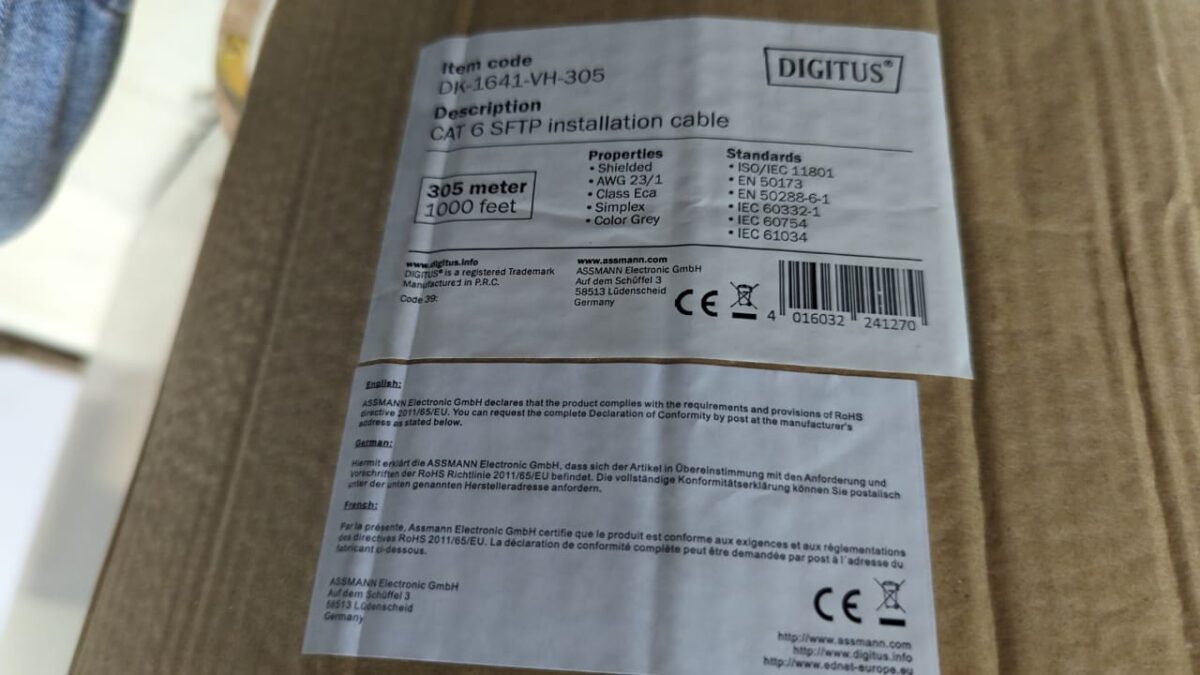 Item code
DK-1641-VH-305
DIGITUS®
Description
CAT 6 SFTP installation cable
305 meter
1000 feet
Properties
• Shielded
• AWG 23/1
• Class Eca
• Simplex
• Color Grey
Standards
• ISO/IEC 11801
• EN 50173
• EN 50288-6-1
• IEC 60332-1
• IEC 60754
• IEC 61034
www.digitus.info
DIGITUS® is a registered Trademark
Manufactured in P.R.C.
Code 39:
www.assmann.com
ASSMANN Electronic GmbH
Auf dem Schüffel 3
58513 Lüdenscheid
Germany
CE
4 016032 241270
English:
ASSMANN Electronic GmbH declares that the product complies with the requirements and provisions of RoHS
directive 2011/65/EU. You can request the complete Declaration of Conformity by post at the manufacturer's
address as stated below.
German:
Hiermit erklärt die ASSMANN Electronic GmbH, dass sich der Artikel in Übereinstimmung mit den Anforderung und
Vorschriften der RoHS Richtlinie 2011/65/EU befindet. Die vollständige Konformitätserklärung können Sie postalisch
unter der unten genannten Herstelleradresse anfordern.
French:
Par la présente, Assmann Electronic GmbH certifie que le produit est conforme aux exigences et aux réglementations
des directives RoHS 2011/65/EU. La déclaration de conformité complète peut être demandée par post à l'adresse du
fabricant ci-dessous.
ASSMANN Electronic GmbH
Auf dem Schüffel 3
58513 Lüdenscheid
Germany
CE
http://www.assmann.com
http://www.digitus.info
http://www.ednet-europe.eu